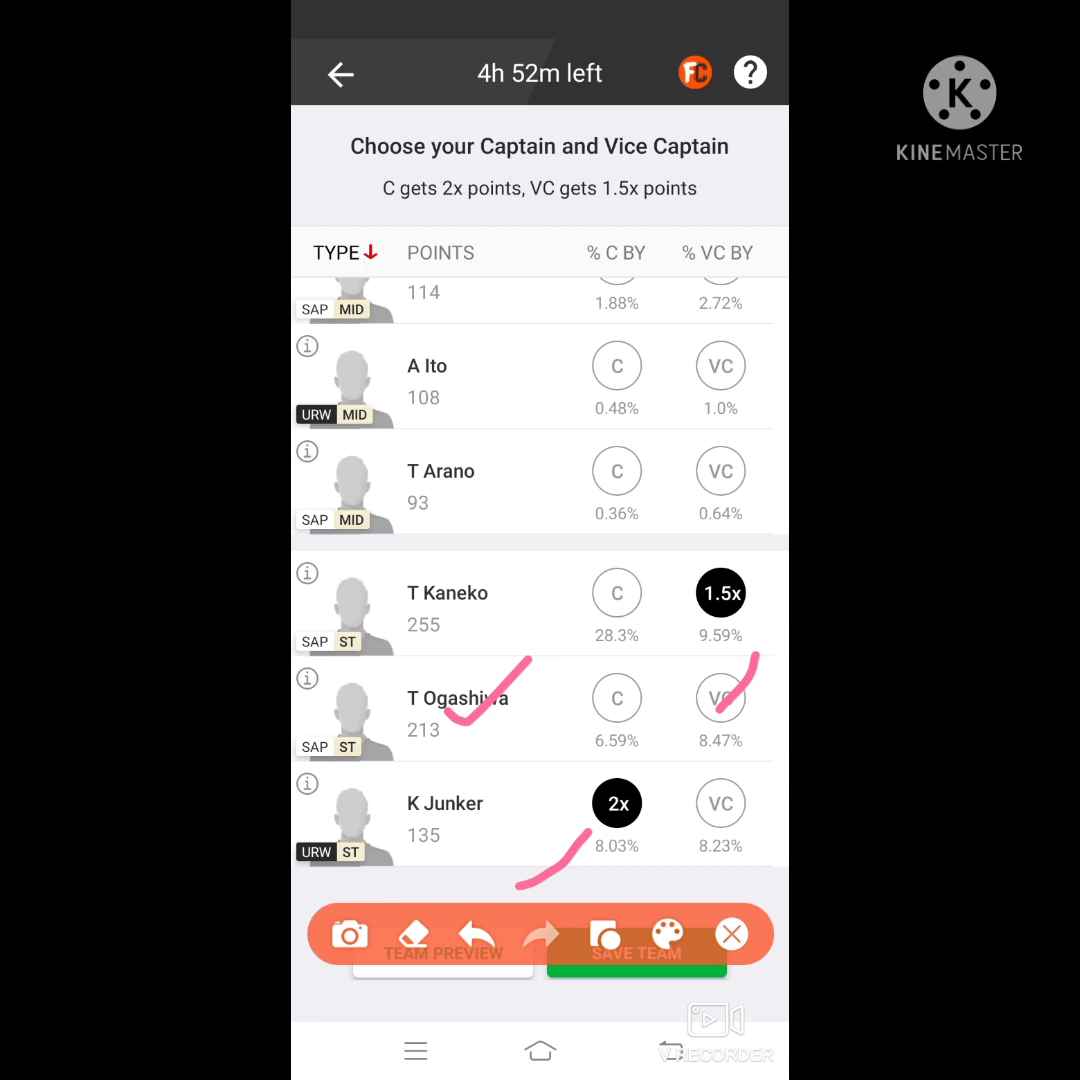 4h 52m left
FC
?
K
KINEMASTER
Choose your Captain and Vice Captain
C gets 2x points, VC gets 1.5x points
TYPE POINTS % C BY % VC BY
114
SAP MID 1.88% 2.72%
i
A Ito C VC
108
URW MID 0.48% 1.0%
i
T Arano C VC
93
SAP MID 0.36% 0.64%
i
T Kaneko C 1.5x
255
SAP ST 28.3% 9.59%
i
T Ogashiwa C VC
213
SAP ST 6.59% 8.47%
i
K Junker 2x VC
135
URW ST 8.03% 8.23%
TEAM PREVIEW SAVE TEAM
V RECORDER